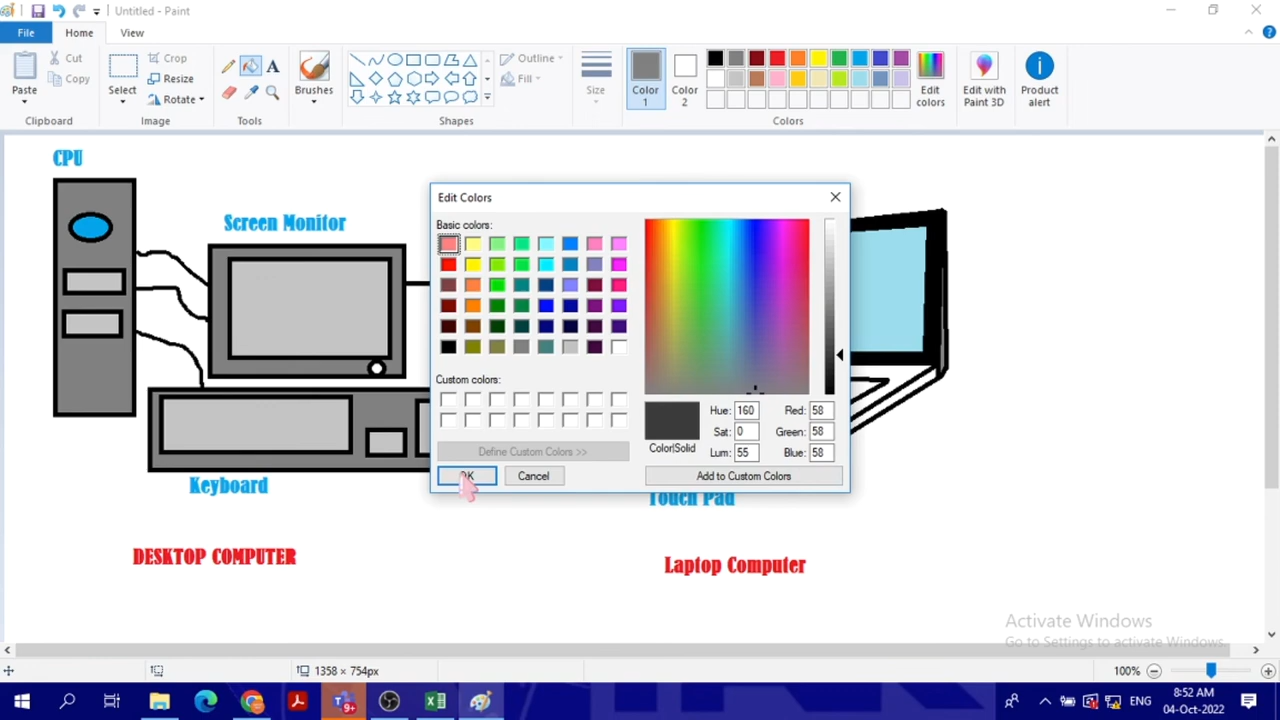 Untitled - Paint
File
Home
View
Paste
Cut
Copy
Clipboard
Select
Crop
Resize
Rotate
Image
A
Tools
Brushes
Shapes
Outline
Fill
Size
Color 1
Color 2
Edit colors
Colors
Edit with Paint 3D
Product alert
CPU
Screen Monitor
Keyboard
DESKTOP COMPUTER
Edit Colors
Basic colors:
Custom colors:
Define Custom Colors >>
OK
Cancel
Color|Solid
Hue: 160
Sat: 0
Lum: 55
Red: 58
Green: 58
Blue: 58
Add to Custom Colors
Touch Pad
Laptop Computer
Activate Windows
Go to Settings to activate Windows.
1358 × 754px
100%
9+
ENG
8:52 AM
04-Oct-2022